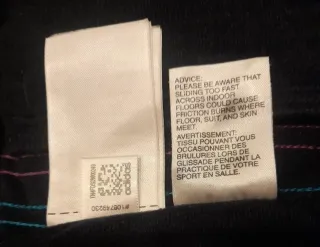 ADVICE:
PLEASE BE AWARE THAT
SLIDING TOO FAST
ACROSS INDOOR
FLOORS COULD CAUSE
FRICTION BURNS WHERE
FLOOR, SUIT, AND SKIN
MEET.
AVERTISSEMENT:
TISSU POUVANT VOUS
OCCASIONNER DES
BRULURES LORS DE
GLISSADE PENDANT LA
PRACTIQUE DE VOTRE
SPORT EN SALLE.
adidas
#1087492